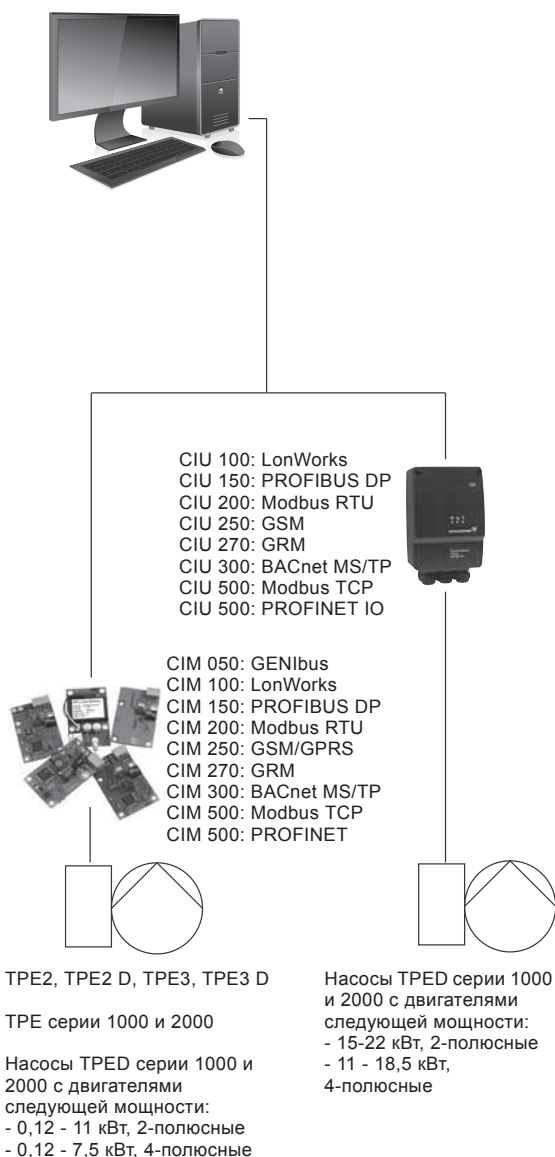 CIU 100: LonWorks
CIU 150: PROFIBUS DP
CIU 200: Modbus RTU
CIU 250: GSM
CIU 270: GRM
CIU 300: BACnet MS/TP
CIU 500: Modbus TCP
CIU 500: PROFINET IO
CIM 050: GENIbus
CIM 100: LonWorks
CIM 150: PROFIBUS DP
CIM 200: Modbus RTU
CIM 250: GSM/GPRS
CIM 270: GRM
CIM 300: BACnet MS/TP
CIM 500: Modbus TCP
CIM 500: PROFINET
TPE2, TPE2 D, TPE3, TPE3 D
TPE серии 1000 и 2000
Насосы TPED серии 1000 и
2000 с двигателями
следующей мощности:
- 0,12 - 11 кВт, 2-полюсные
- 0,12 - 7,5 кВт, 4-полюсные
Насосы TPED серии 1000
и 2000 с двигателями
следующей мощности:
- 15-22 кВт, 2-полюсные
- 11 - 18,5 кВт,
4-полюсные